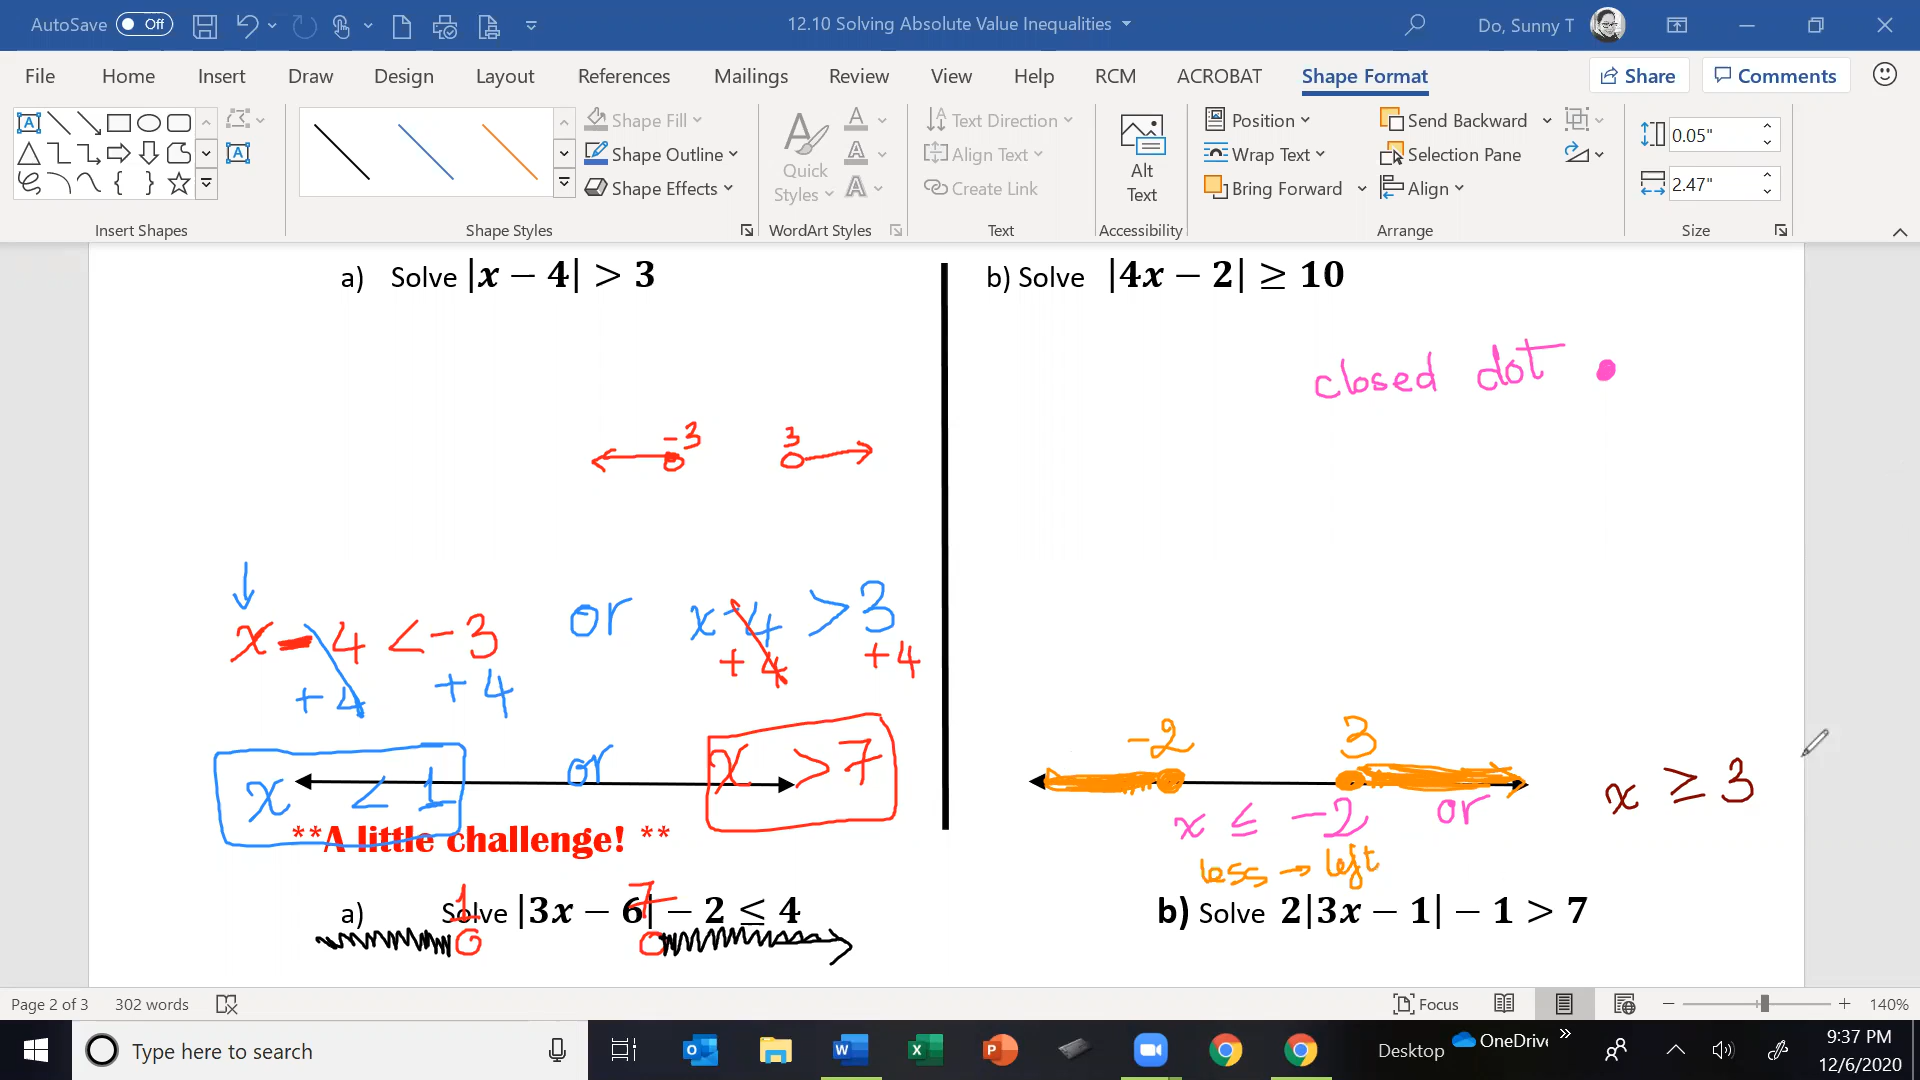 AutoSave Off
12.10 Solving Absolute Value Inequalities
Do, Sunny T
File Home Insert Draw Design Layout References Mailings Review View Help RCM ACROBAT Shape Format
Share Comments
Shape Fill
Shape Outline
Shape Effects
Quick Styles
A
A
A
Text Direction
Align Text
Create Link
Alt Text
Position
Wrap Text
Bring Forward
Send Backward
Selection Pane
Align
0.05"
2.47"
Insert Shapes Shape Styles WordArt Styles Text Accessibility Arrange Size
a) Solve |x − 4| > 3
b) Solve |4x − 2| ≥ 10
closed dot
-3 3
x - 4 < -3 or x-4 > 3
+4 +4 +4 +4
x < 1 or x > 7
-2 3
x ≤ -2 or x ≥ 3
less → left
**A little challenge! **
1 7
a) Solve |3x − 6| − 2 ≤ 4
b) Solve 2|3x − 1| − 1 > 7
Page 2 of 3 302 words Focus 140%
Type here to search
Desktop OneDrive
9:37 PM
12/6/2020